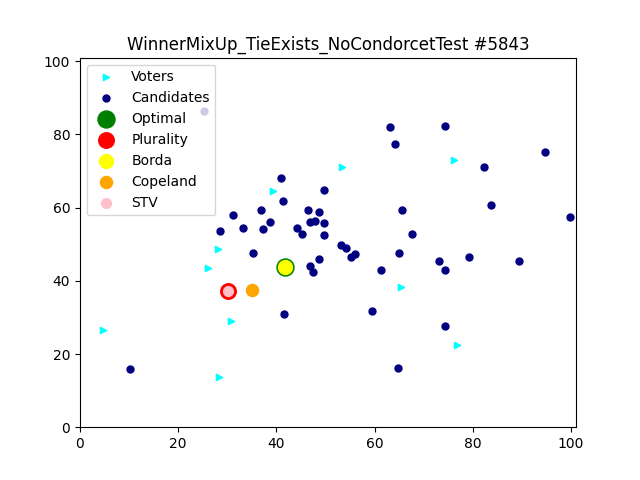 WinnerMixUp_TieExists_NoCondorcetTest #5843
100
80
60
40
20
0
Voters
Candidates
Optimal
Plurality
Borda
Copeland
STV
0 20 40 60 80 100